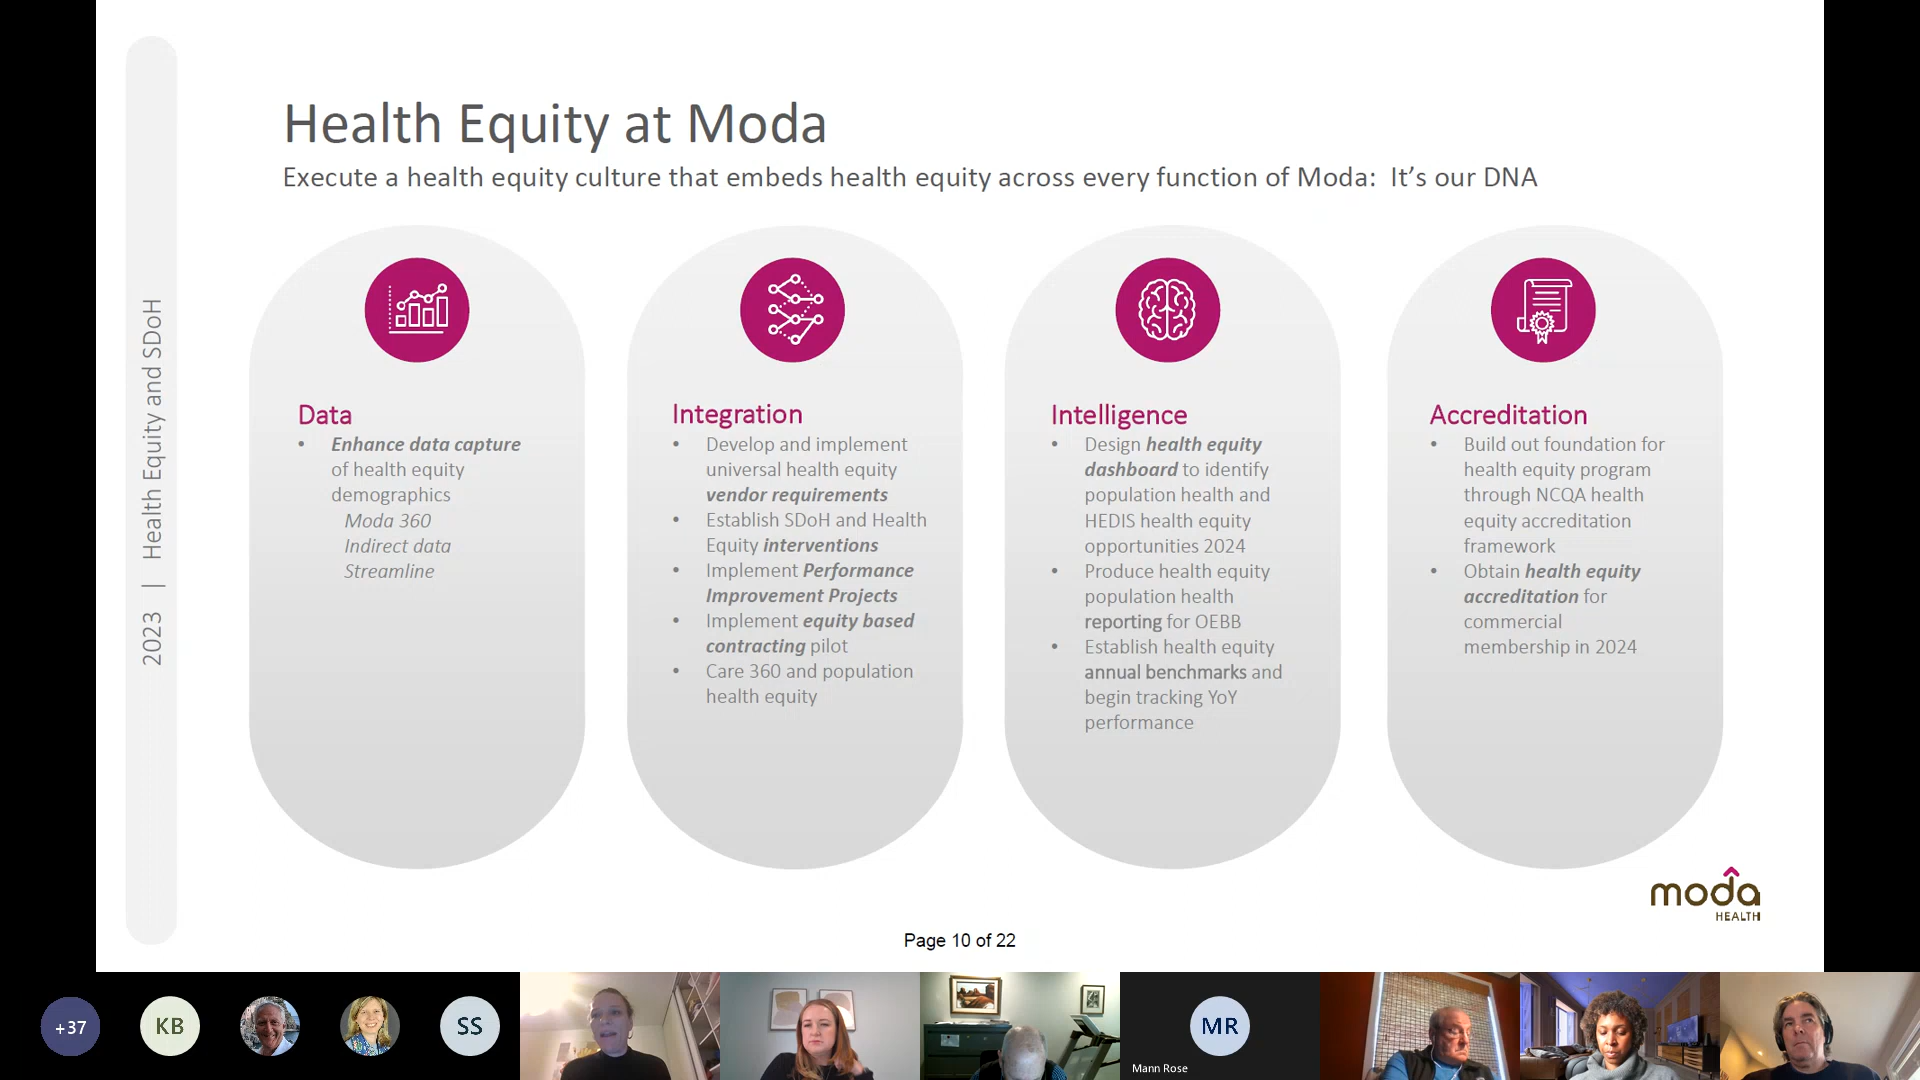 2023 | Health Equity and SDoH
Health Equity at Moda
Execute a health equity culture that embeds health equity across every function of Moda: It’s our DNA
Data
• Enhance data capture
of health equity
demographics
Moda 360
Indirect data
Streamline
Integration
• Develop and implement
universal health equity
vendor requirements
• Establish SDoH and Health
Equity interventions
• Implement Performance
Improvement Projects
• Implement equity based
contracting pilot
• Care 360 and population
health equity
Intelligence
• Design health equity
dashboard to identify
population health and
HEDIS health equity
opportunities 2024
• Produce health equity
population health
reporting for OEBB
• Establish health equity
annual benchmarks and
begin tracking YoY
performance
Accreditation
• Build out foundation for
health equity program
through NCQA health
equity accreditation
framework
• Obtain health equity
accreditation for
commercial
membership in 2024
moda
HEALTH
Page 10 of 22
+37
KB
SS
MR
Mann Rose